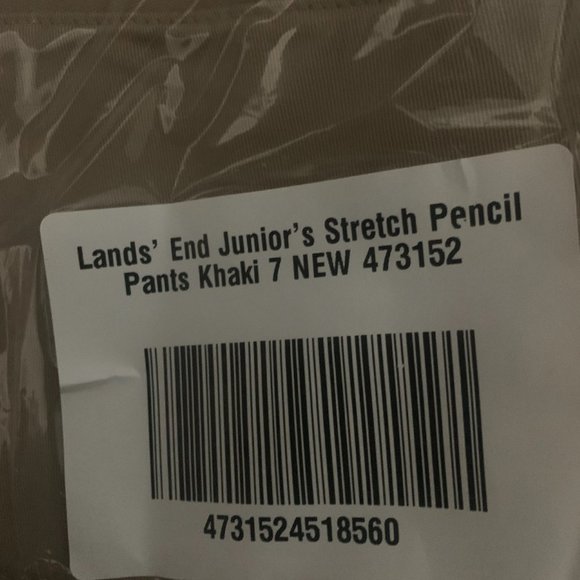 Lands' End Junior's Stretch Pencil
Pants Khaki 7 NEW 473152
4731524518560